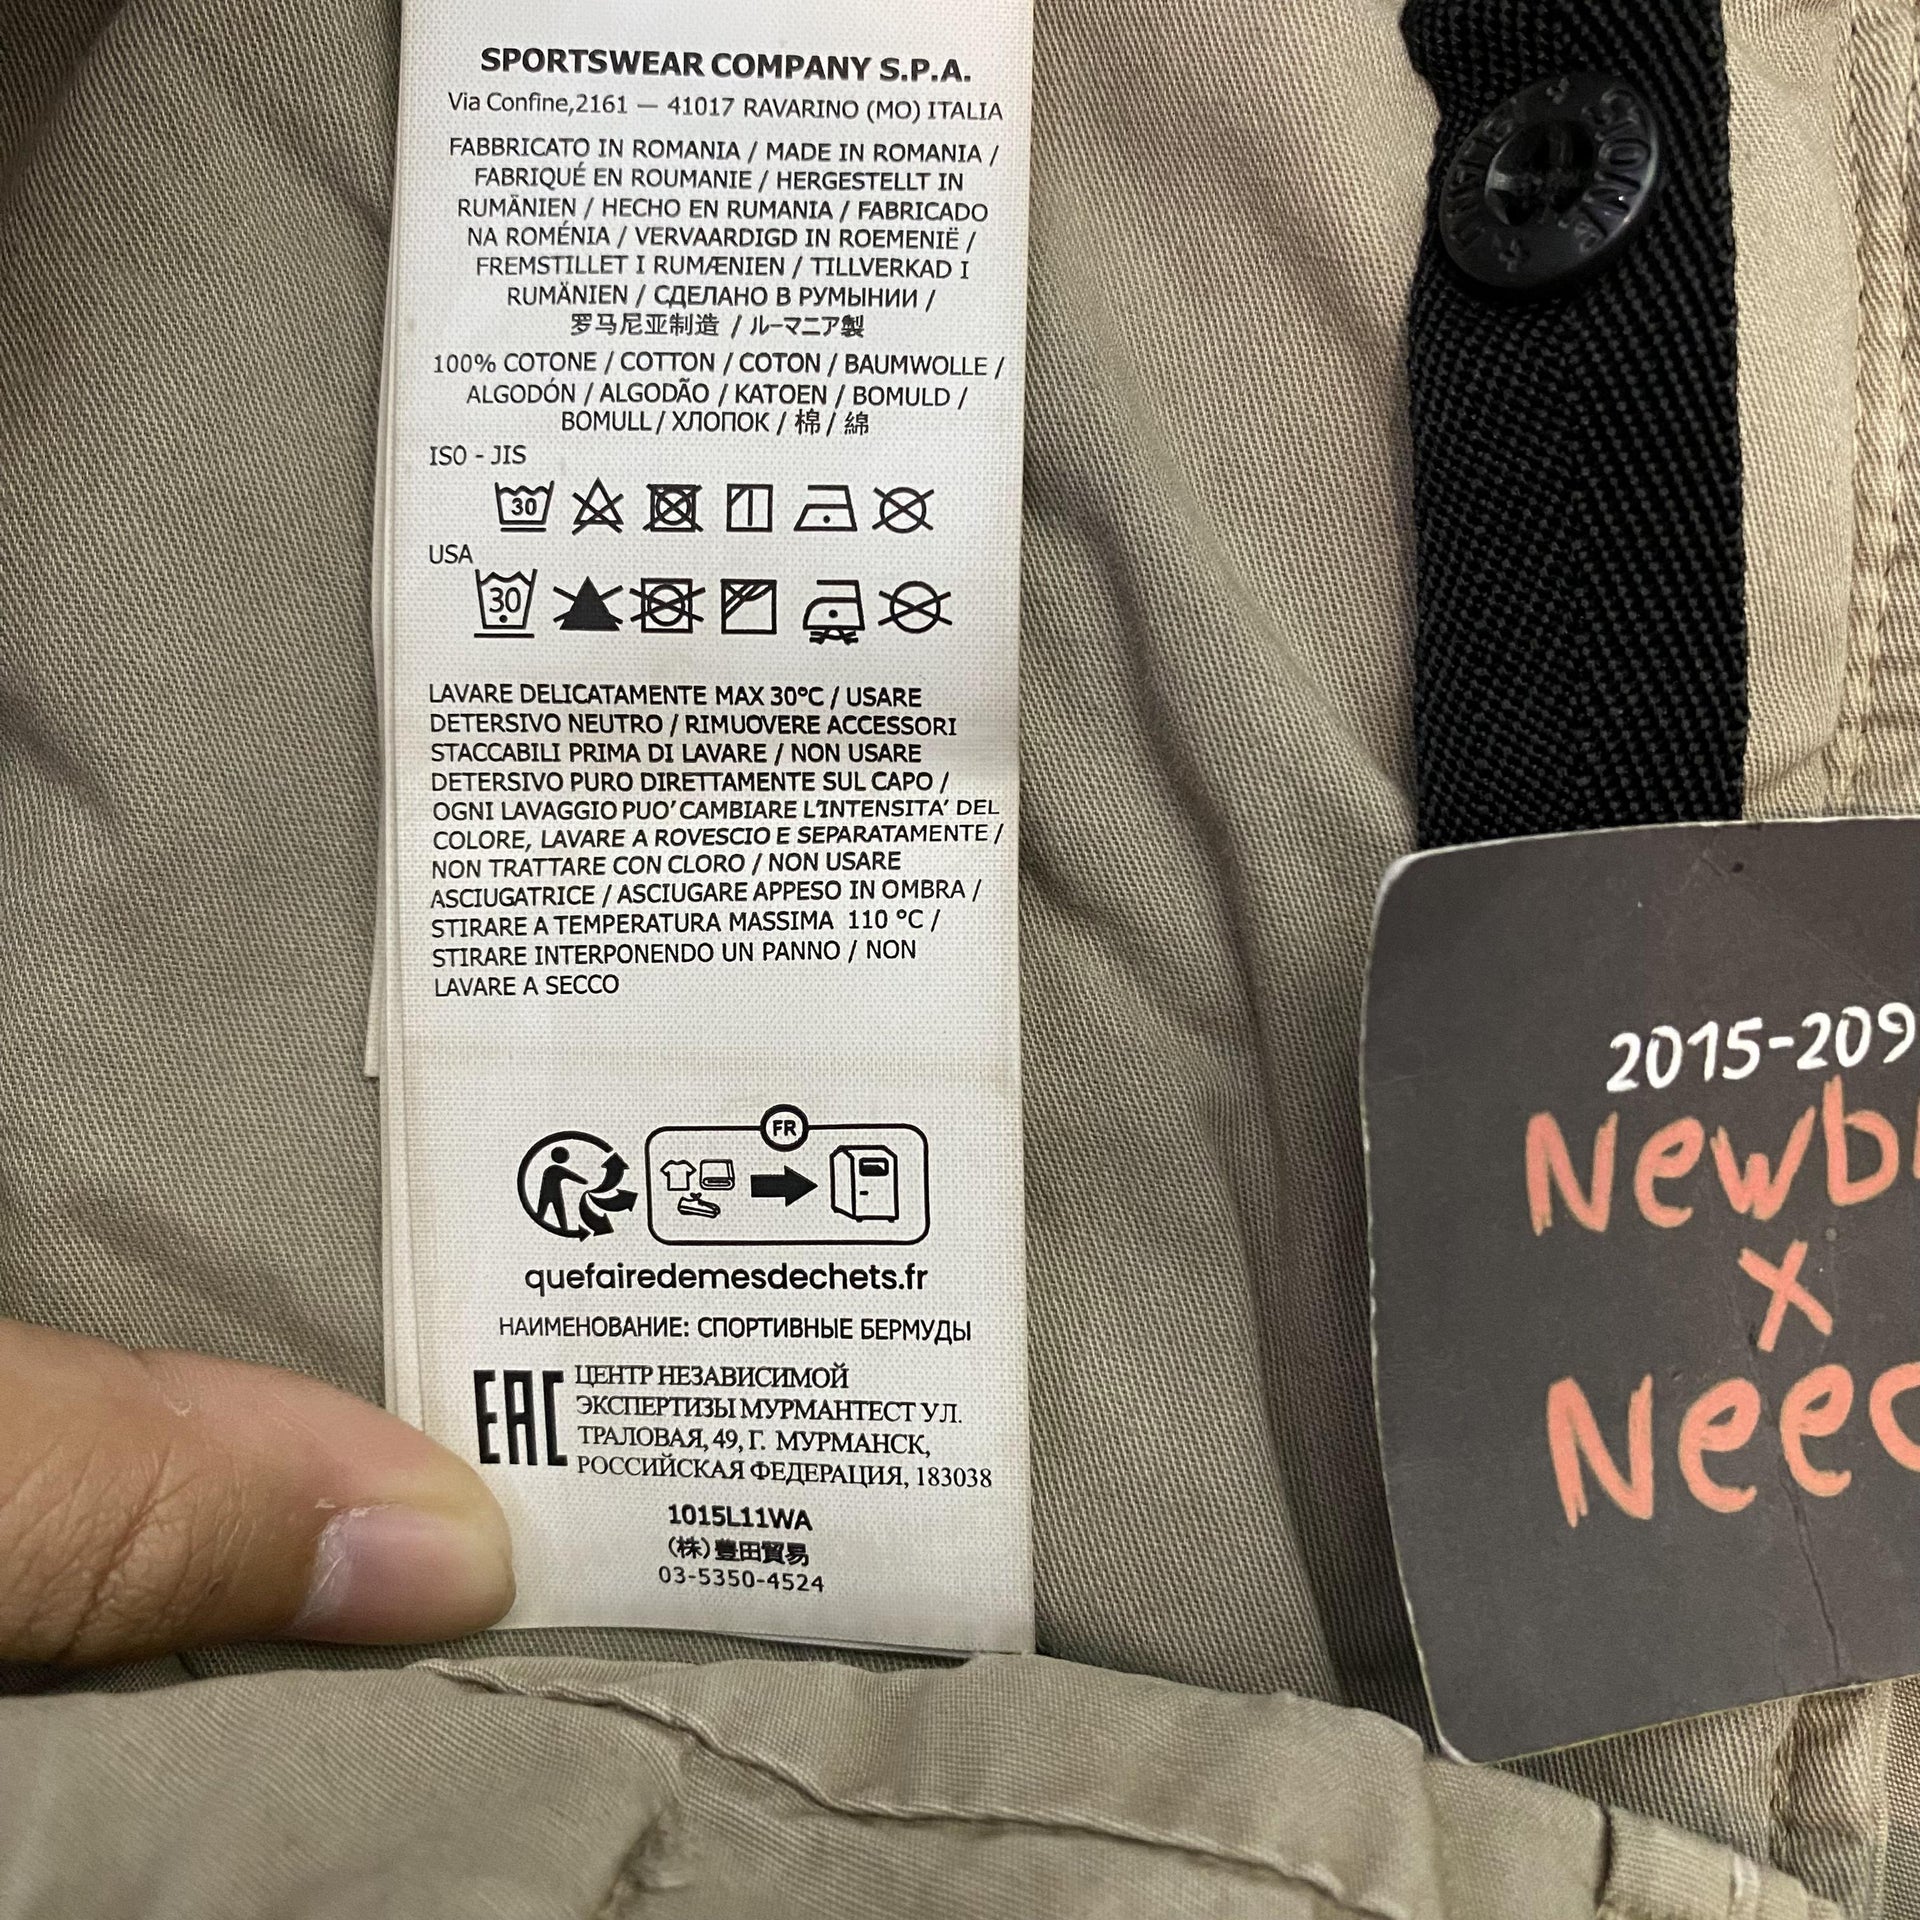 SPORTSWEAR COMPANY S.P.A.
Via Confine,2161 — 41017 RAVARINO (MO) ITALIA
FABBRICATO IN ROMANIA / MADE IN ROMANIA /
FABRIQUÉ EN ROUMANIE / HERGESTELLT IN
RUMÄNIEN / HECHO EN RUMANIA / FABRICADO
NA ROMÉNIA / VERVAARDIGD IN ROEMENIË /
FREMSTILLET I RUMÆNIEN / TILLVERKAD I
RUMÄNIEN / СДЕЛАНО В РУМЫНИИ /
罗马尼亚制造 / ルーマニア製
100% COTONE / COTTON / COTON / BAUMWOLLE /
ALGODÓN / ALGODÃO / KATOEN / BOMULD /
BOMULL / ХЛОПОК / 棉 / 綿
ISO - JIS
30
USA
30
LAVARE DELICATAMENTE MAX 30°C / USARE
DETERSIVO NEUTRO / RIMUOVERE ACCESSORI
STACCABILI PRIMA DI LAVARE / NON USARE
DETERSIVO PURO DIRETTAMENTE SUL CAPO /
OGNI LAVAGGIO PUO' CAMBIARE L'INTENSITA' DEL
COLORE, LAVARE A ROVESCIO E SEPARATAMENTE /
NON TRATTARE CON CLORO / NON USARE
ASCIUGATRICE / ASCIUGARE APPESO IN OMBRA /
STIRARE A TEMPERATURA MASSIMA 110 °C /
STIRARE INTERPONENDO UN PANNO / NON
LAVARE A SECCO
FR
quefairedemesdechets.fr
НАИМЕНОВАНИЕ: СПОРТИВНЫЕ БЕРМУДЫ
EAC
ЦЕНТР НЕЗАВИСИМОЙ
ЭКСПЕРТИЗЫ МУРМАНТЕСТ УЛ.
ТРАЛОВАЯ, 49, Г. МУРМАНСК,
РОССИЙСКАЯ ФЕДЕРАЦИЯ, 183038
1015L11WA
(株)豊田貿易
03-5350-4524
2015-209
x